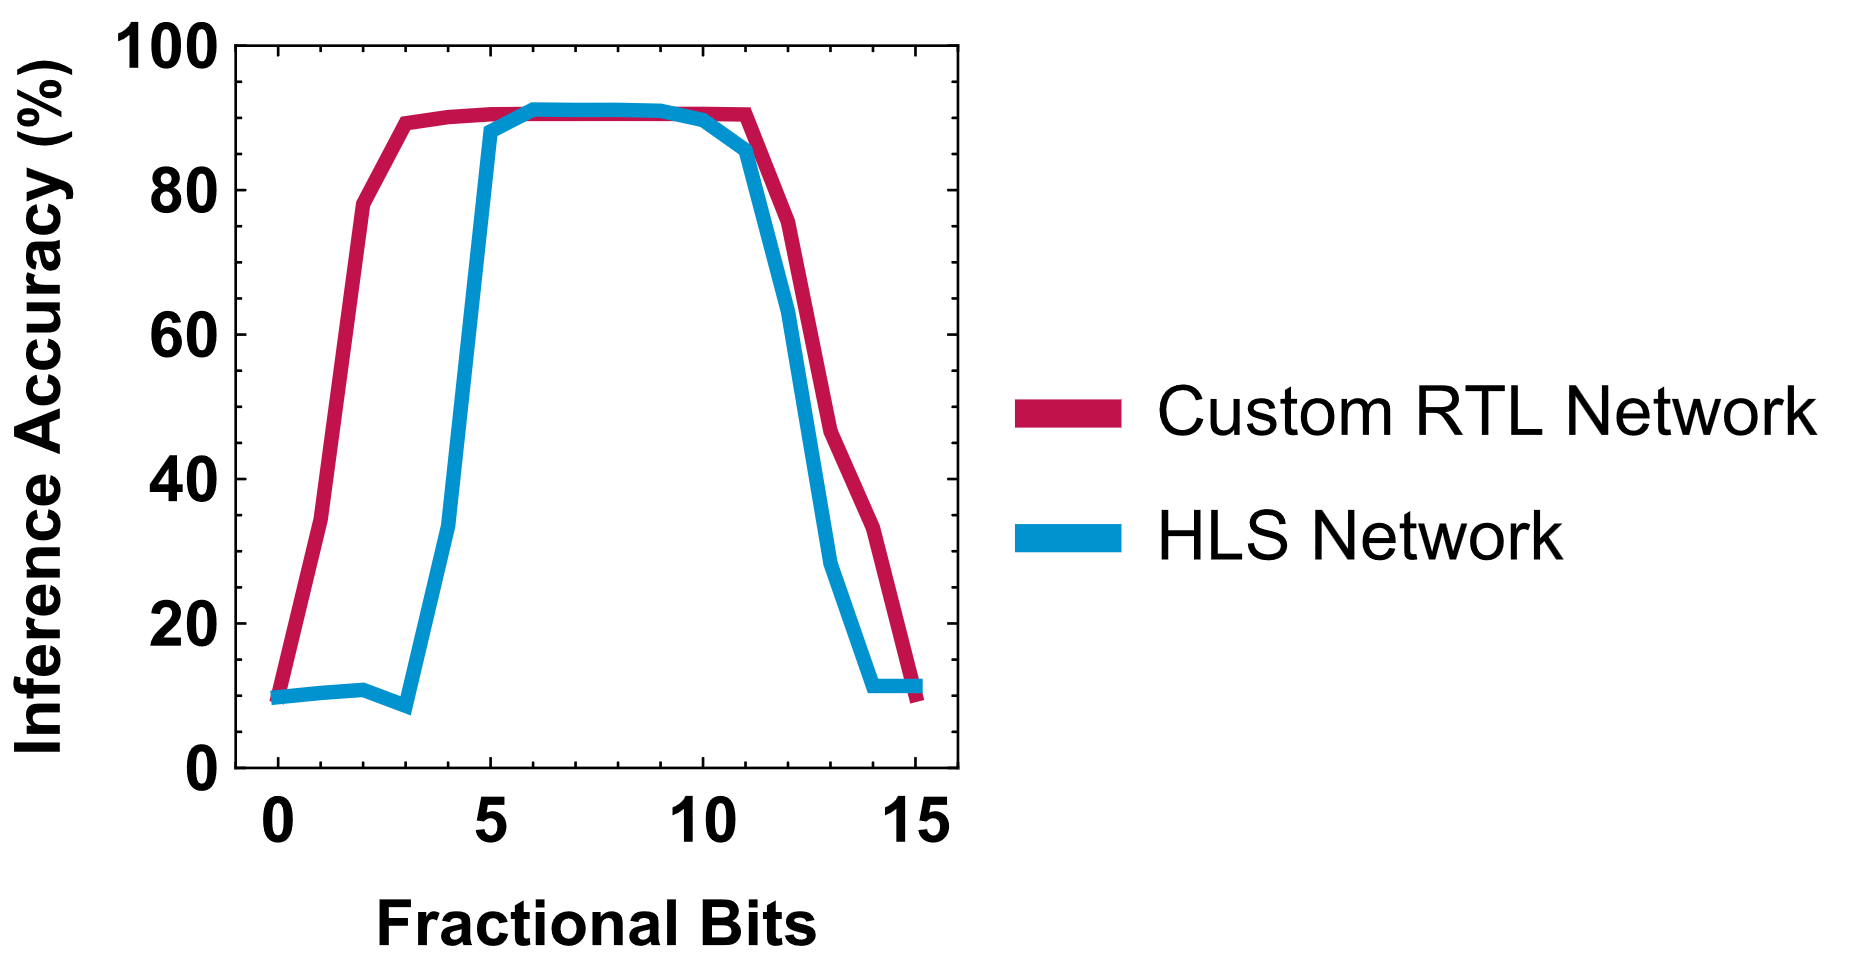 Inference Accuracy (%)
100
80
60
40
20
0
0 5 10 15
Fractional Bits
Custom RTL Network
HLS Network